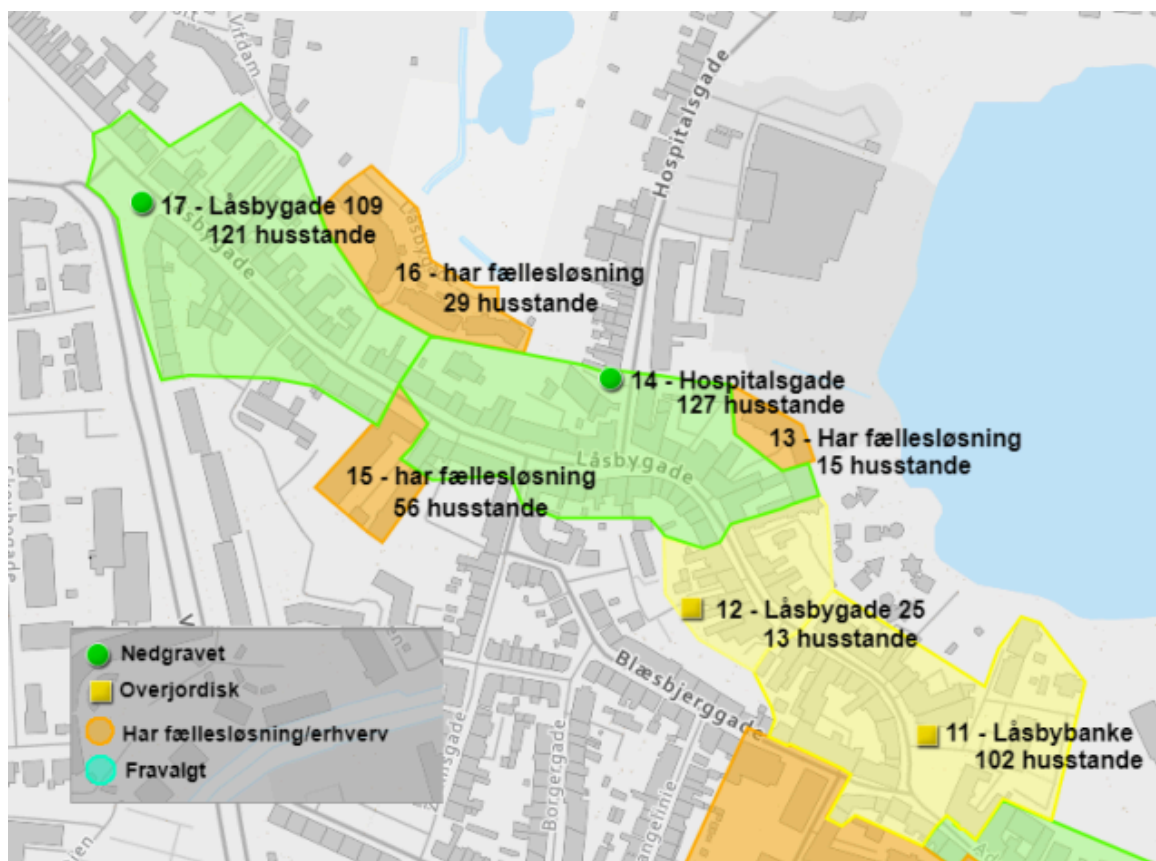 Vifdam
Hospitalsgade
17 - Låsbygade 109
121 husstande
Låsbygade
16 - har fællesløsning
29 husstande
14 - Hospitalsgade
127 husstande
13 - Har fællesløsning
15 husstande
Låsbygade
15 - har fællesløsning
56 husstande
12 - Låsbygade 25
13 husstande
Blæsbjerggade
11 - Låsbybanke
102 husstande
Nedgravet
Overjordisk
Har fællesløsning/erhverv
Fravalgt
Borgergade